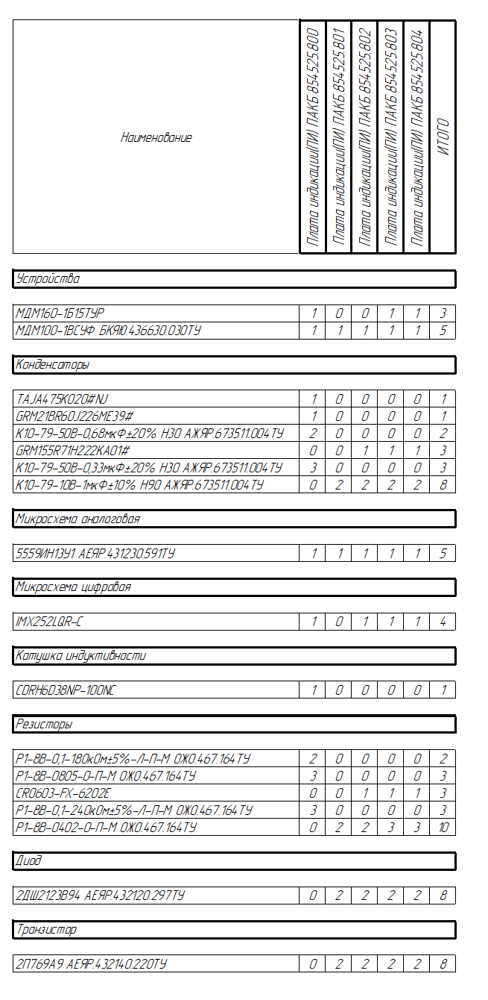 Наименование
Плата индикации(ПИ) ПАКБ.854525.800
Плата индикации(ПИ) ПАКБ.854525.801
Плата индикации(ПИ) ПАКБ.854525.802
Плата индикации(ПИ) ПАКБ.854525.803
Плата индикации(ПИ) ПАКБ.854525.804
ИТОГО
Устройства
МДМ160-1Б15ТУР 1 0 0 1 1 3
МДМ100-1ВСУФ БКЯЮ.436630.030ТУ 1 1 1 1 1 5
Конденсаторы
TAJA475K020#NJ 1 0 0 0 0 1
GRM21BR60J226ME39# 1 0 0 0 0 1
К10-79-50В-0,68мкФ±20% Н30 АЖЯР.673511.004ТУ 2 0 0 0 0 2
GRM155R71H222KA01# 0 0 1 1 1 3
К10-79-50В-0,33мкФ±20% Н30 АЖЯР.673511.004ТУ 3 0 0 0 0 3
К10-79-10В-1мкФ±10% Н90 АЖЯР.673511.004ТУ 0 2 2 2 2 8
Микросхема аналоговая
5559ИН13У1 АЕЯР.431230.591ТУ 1 1 1 1 1 5
Микросхема цифровая
IMX252LQR-C 1 0 1 1 1 4
Катушка индуктивности
CDRH6D38NP-100NC 1 0 0 0 0 1
Резисторы
Р1-8В-0,1-180кОм±5%-Л-П-М ОЖ0.467.164ТУ 2 0 0 0 0 2
Р1-8В-0805-0-П-М ОЖ0.467.164ТУ 3 0 0 0 0 3
CR0603-FX-6202E 0 0 1 1 1 3
Р1-8В-0,1-240кОм±5%-Л-П-М ОЖ0.467.164ТУ 3 0 0 0 0 3
Р1-8В-0402-0-П-М ОЖ0.467.164ТУ 0 2 2 3 3 10
Диод
2ДШ2123В94 АЕЯР.432120.297ТУ 0 2 2 2 2 8
Транзистор
2П769А9 АЕЯР.432140.220ТУ 0 2 2 2 2 8